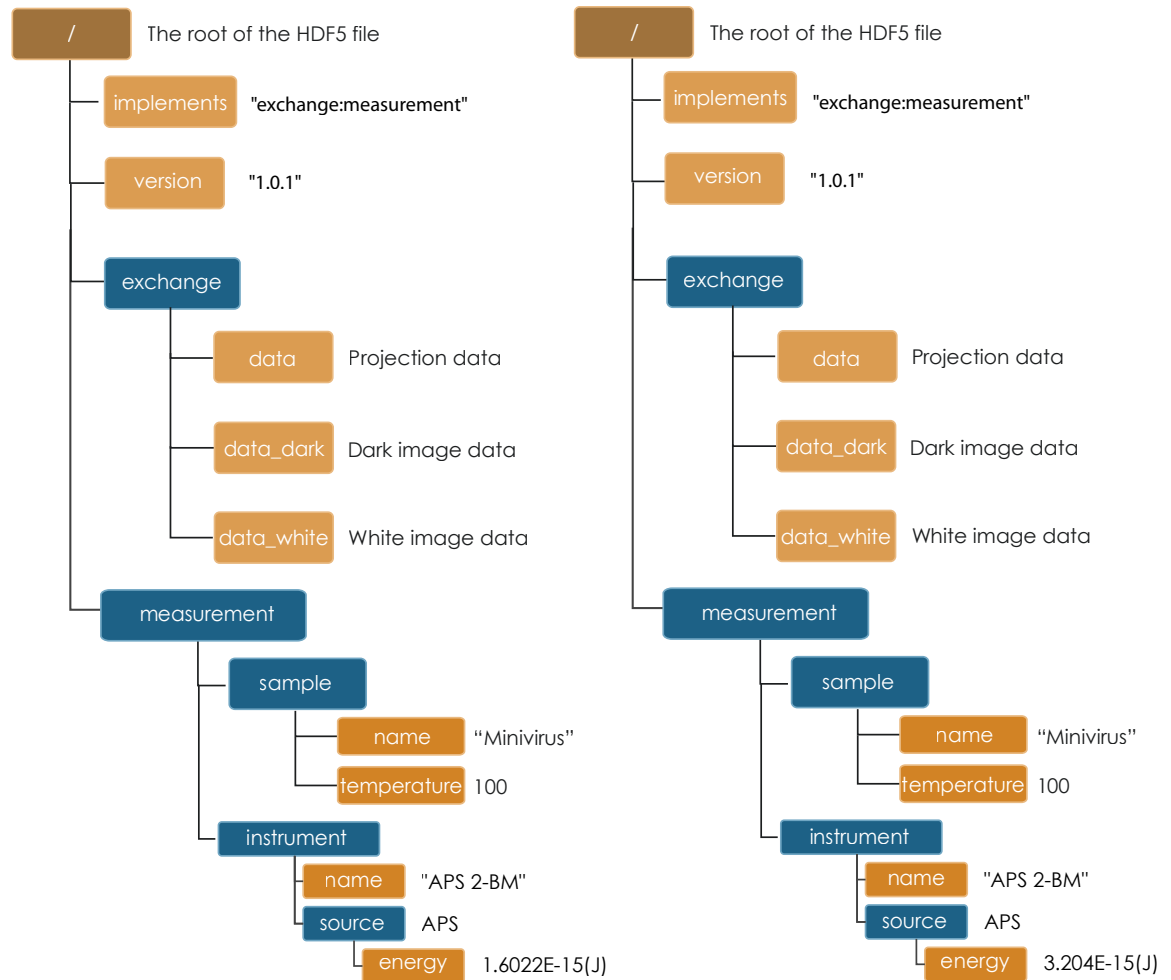 / The root of the HDF5 file
implements "exchange:measurement"
version "1.0.1"
exchange
data Projection data
data_dark Dark image data
data_white White image data
measurement
sample
name “Minivirus”
temperature 100
instrument
name "APS 2-BM"
source APS
energy 1.6022E-15(J)
/ The root of the HDF5 file
implements "exchange:measurement"
version "1.0.1"
exchange
data Projection data
data_dark Dark image data
data_white White image data
measurement
sample
name “Minivirus”
temperature 100
instrument
name "APS 2-BM"
source APS
energy 3.204E-15(J)